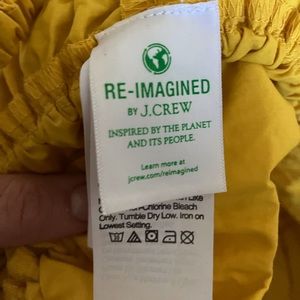 RE-IMAGINED
BY J.CREW
INSPIRED BY THE PLANET
AND ITS PEOPLE.
Learn more at
jcrew.com/reimagined
Like
Chlorine Bleach
Only. Tumble Dry Low. Iron on
Lowest Setting.